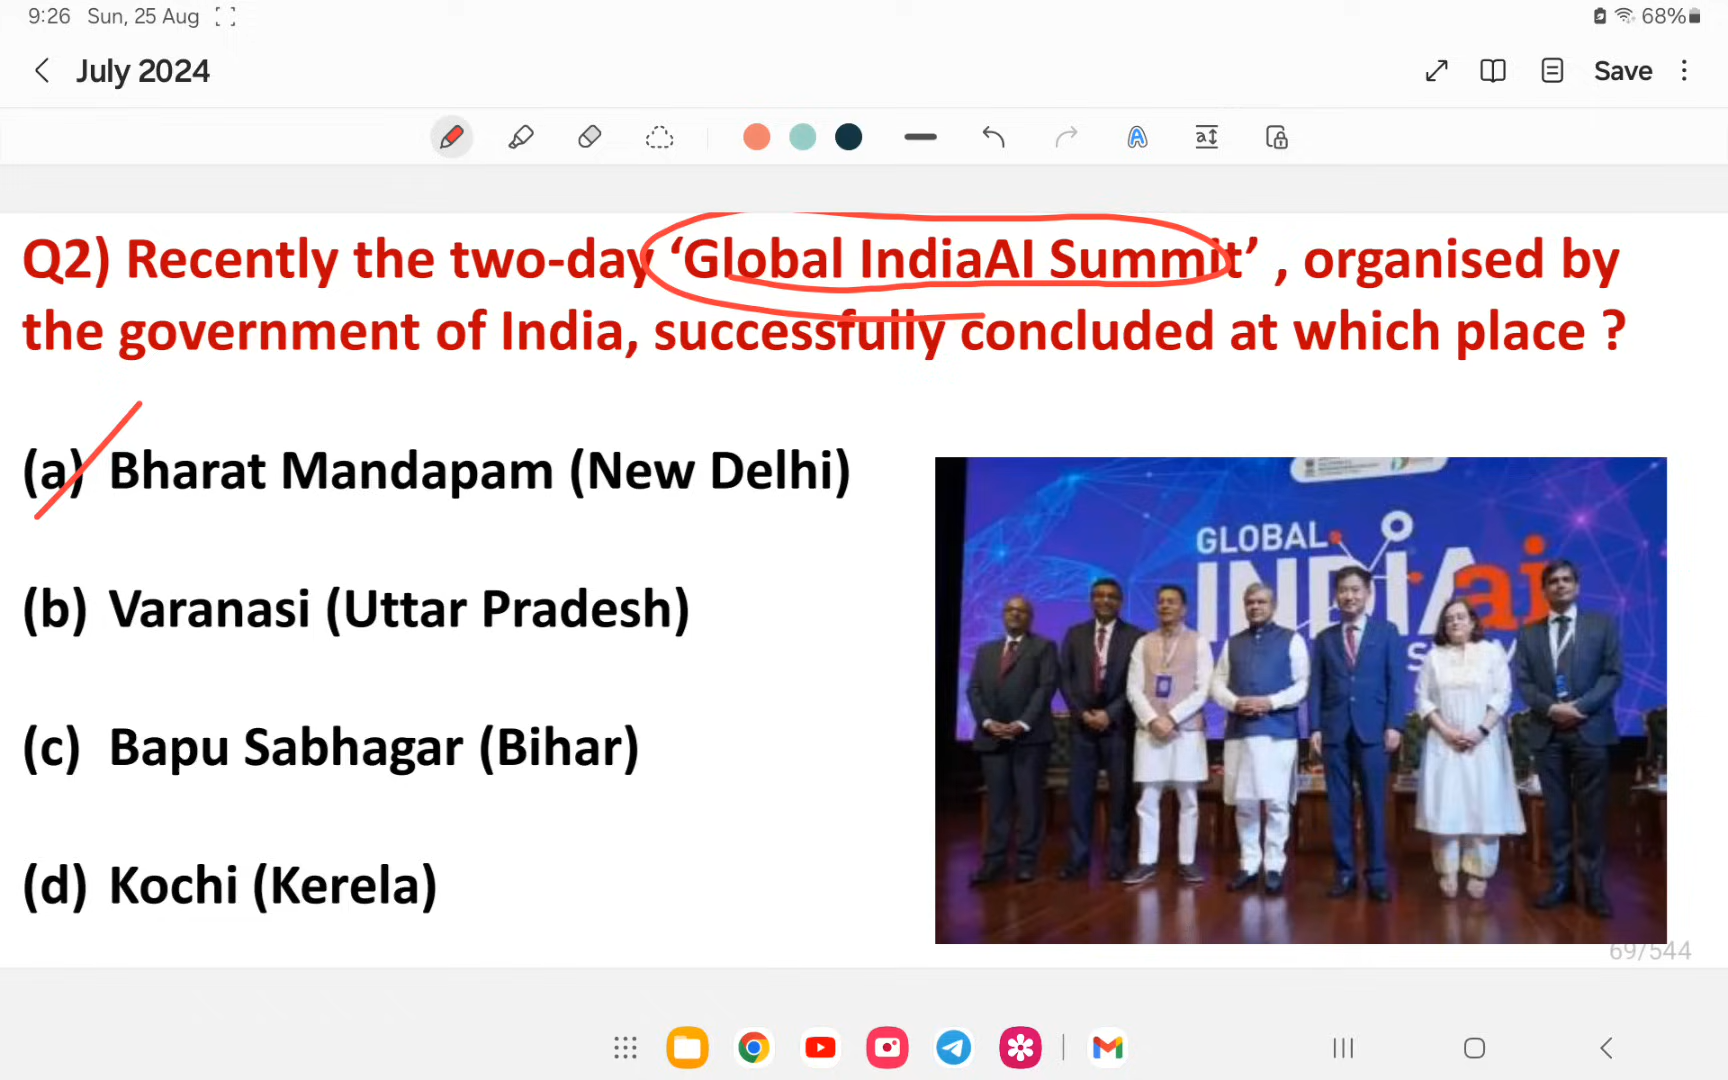 9:26 Sun, 25 Aug 68%
July 2024 Save
Q2) Recently the two-day ‘Global IndiaAI Summit’ , organised by
the government of India, successfully concluded at which place ?
(a) Bharat Mandapam (New Delhi)
(b) Varanasi (Uttar Pradesh)
(c) Bapu Sabhagar (Bihar)
(d) Kochi (Kerela)
GLOBAL
INDIAai
69/544